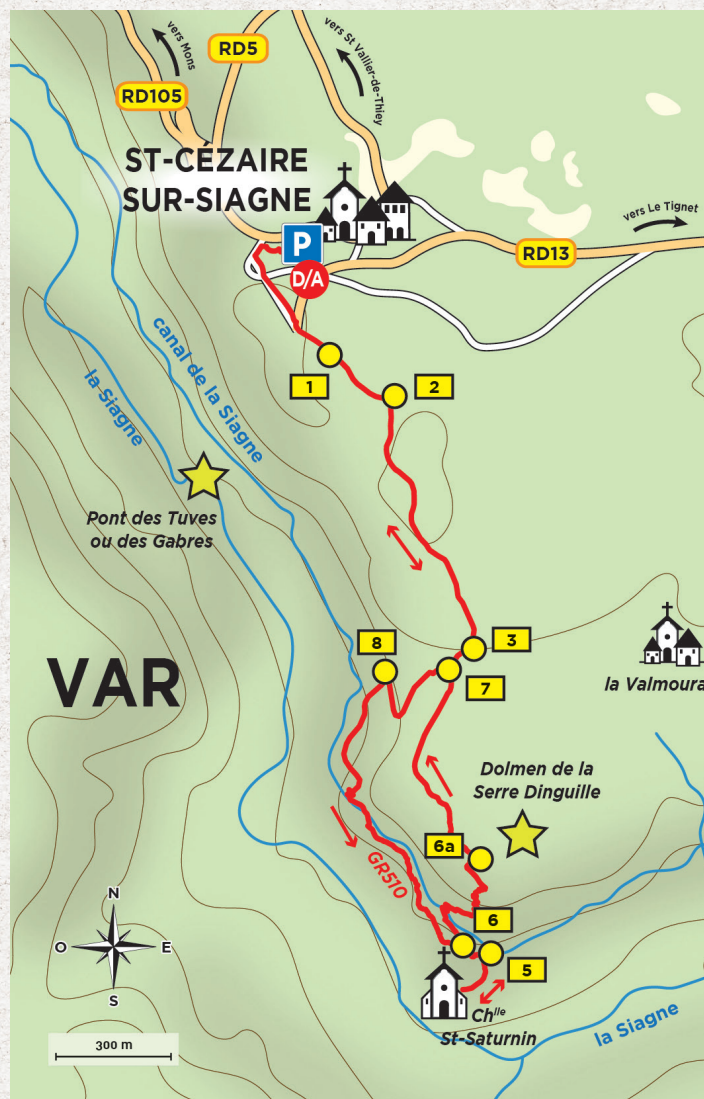 vers Mons
RD5
vers St Vallier-de-Thiey
RD105
ST-CÉZAIRE
SUR-SIAGNE
P
vers Le Tignet
RD13
D/A
1
2
canal de la Siagne
la Siagne
Pont des Tuves
ou des Gabres
3
8
7
VAR
la Valmoura
Dolmen de la
Serre Dinguille
6a
GR510
6
5
N
O
E
S
Chlle
St-Saturnin
la Siagne
300 m